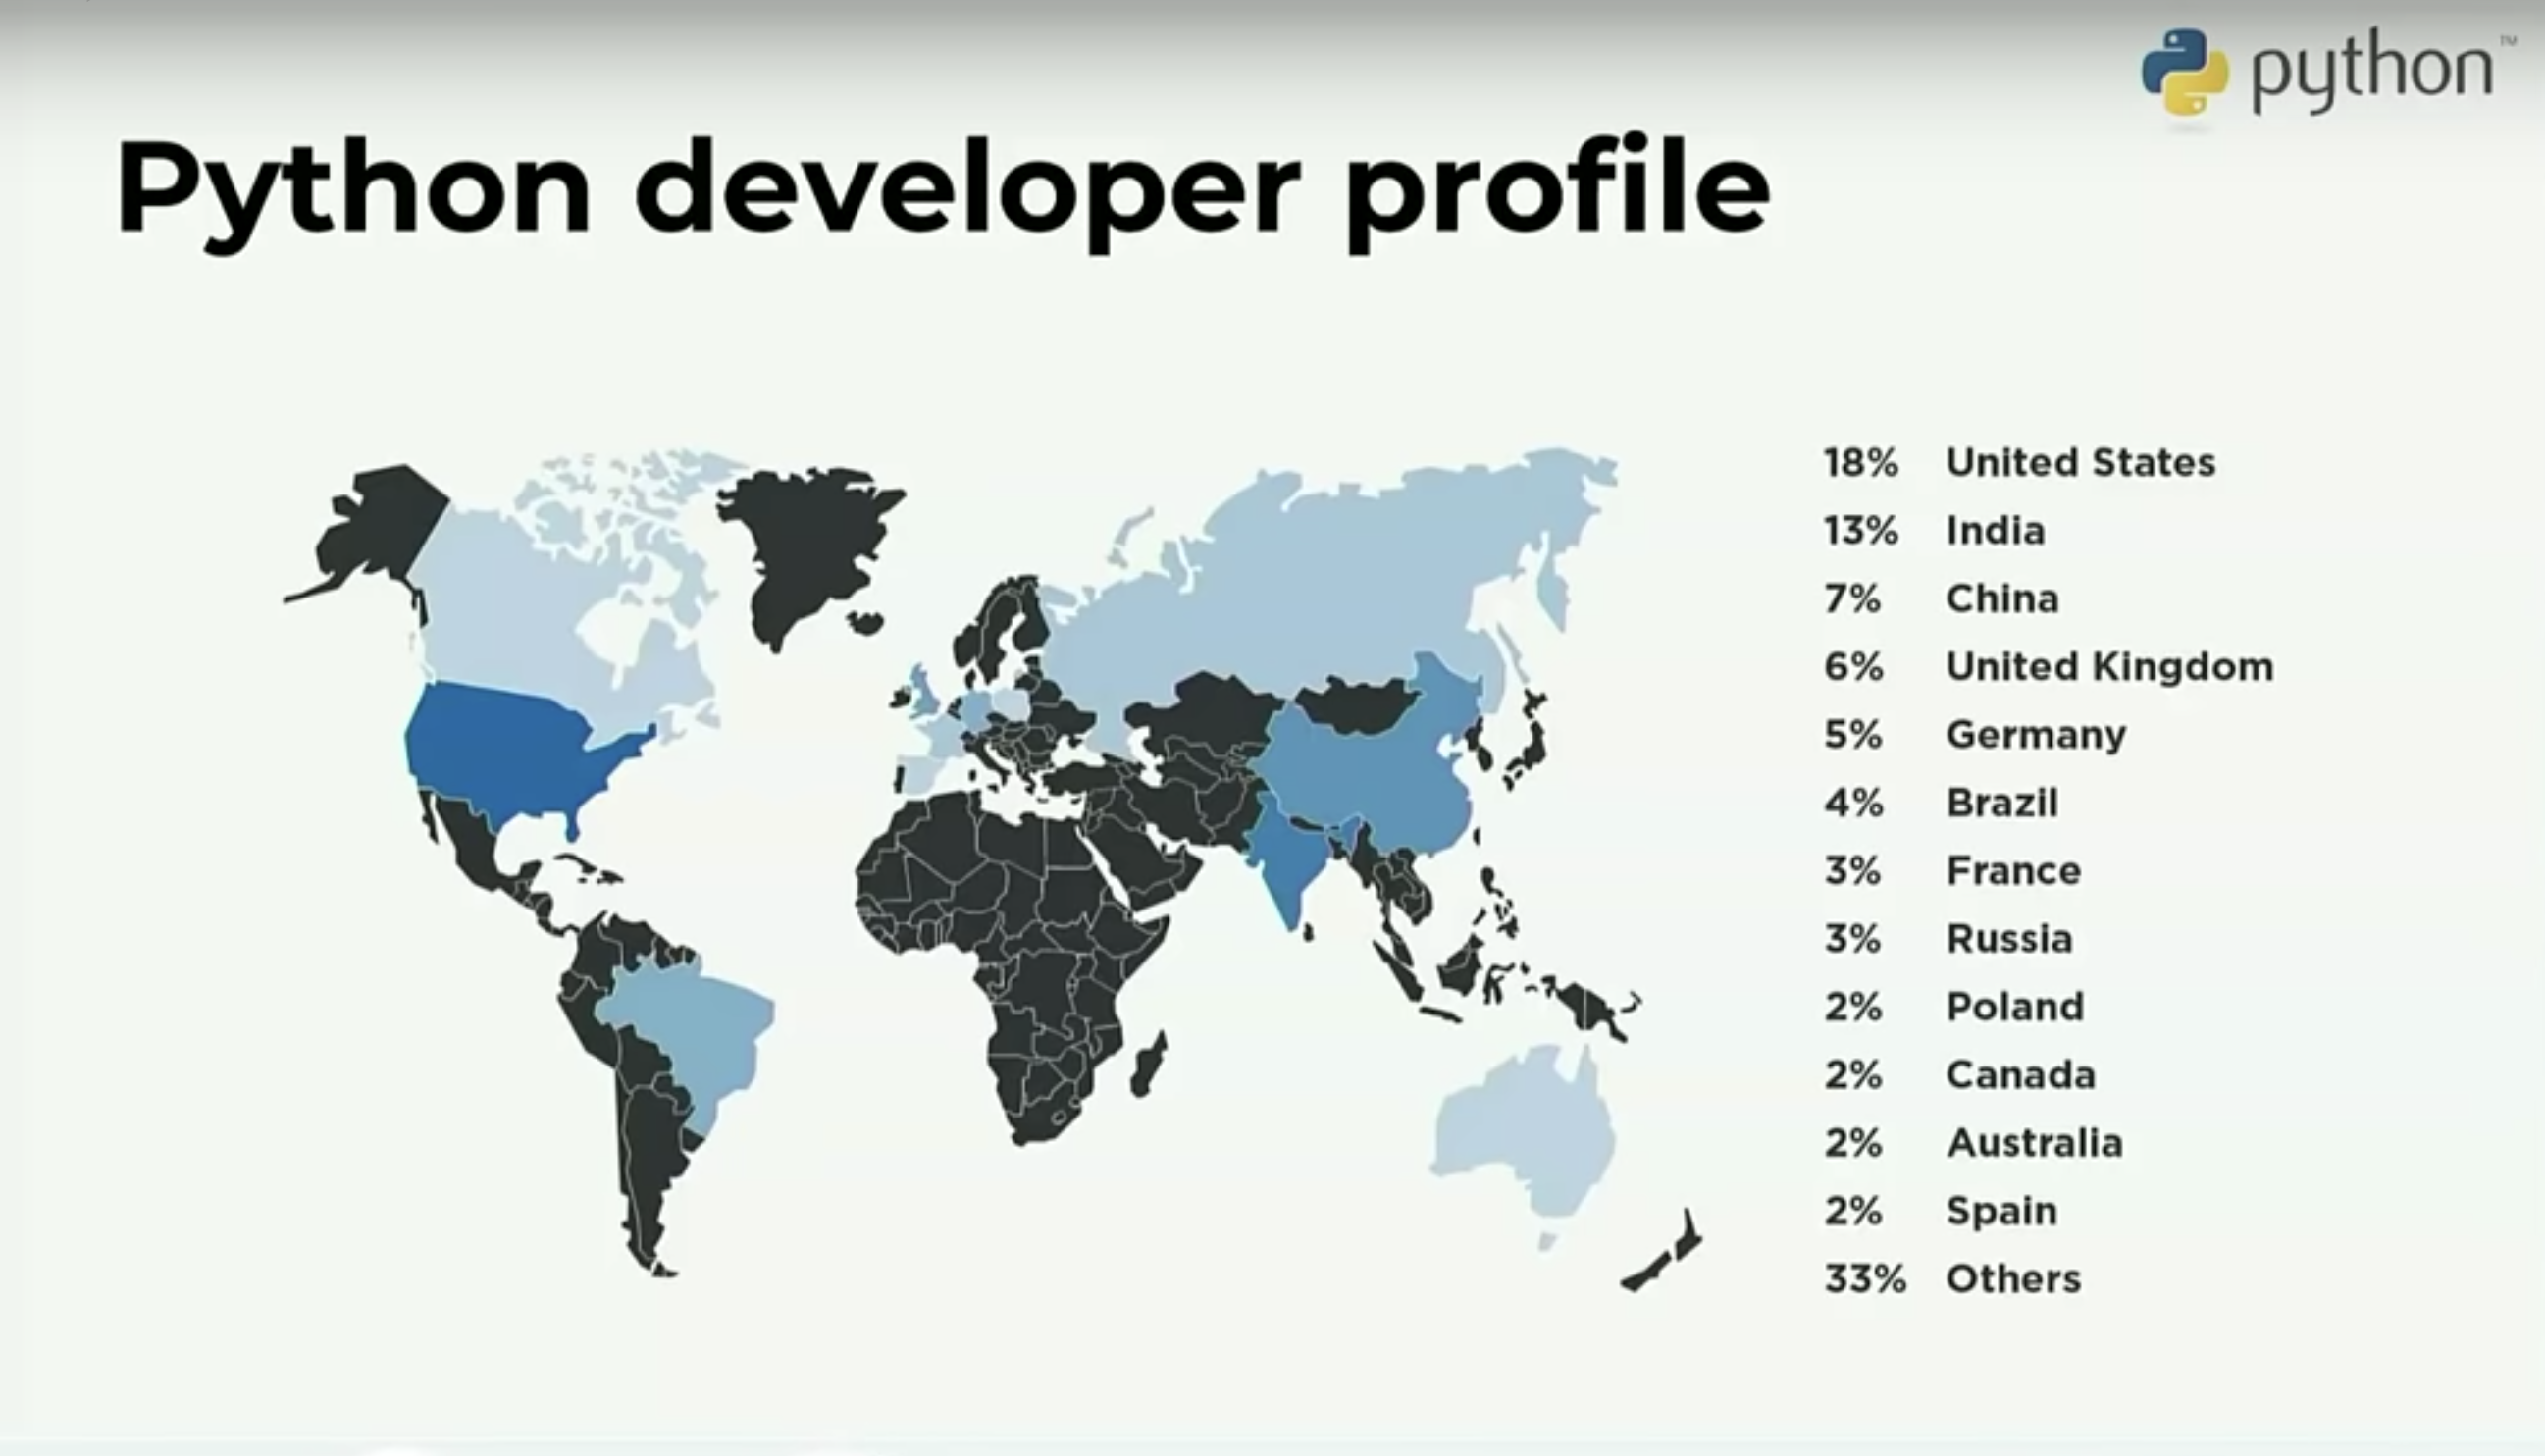 python™
Python developer profile
18% United States
13% India
7% China
6% United Kingdom
5% Germany
4% Brazil
3% France
3% Russia
2% Poland
2% Canada
2% Australia
2% Spain
33% Others